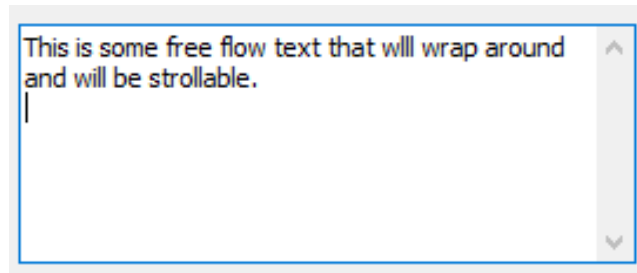 This is some free flow text that wlll wrap around
and will be strollable.